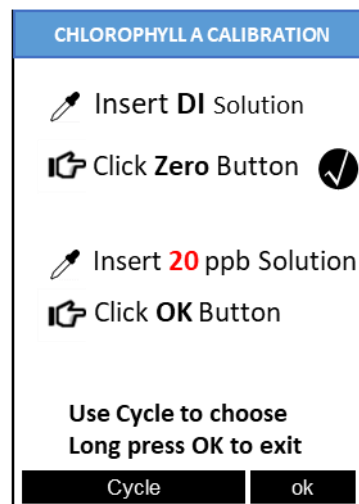 CHLOROPHYLL A CALIBRATION
Insert DI Solution
Click Zero Button
Insert 20 ppb Solution
Click OK Button
Use Cycle to choose
Long press OK to exit
Cycle ok